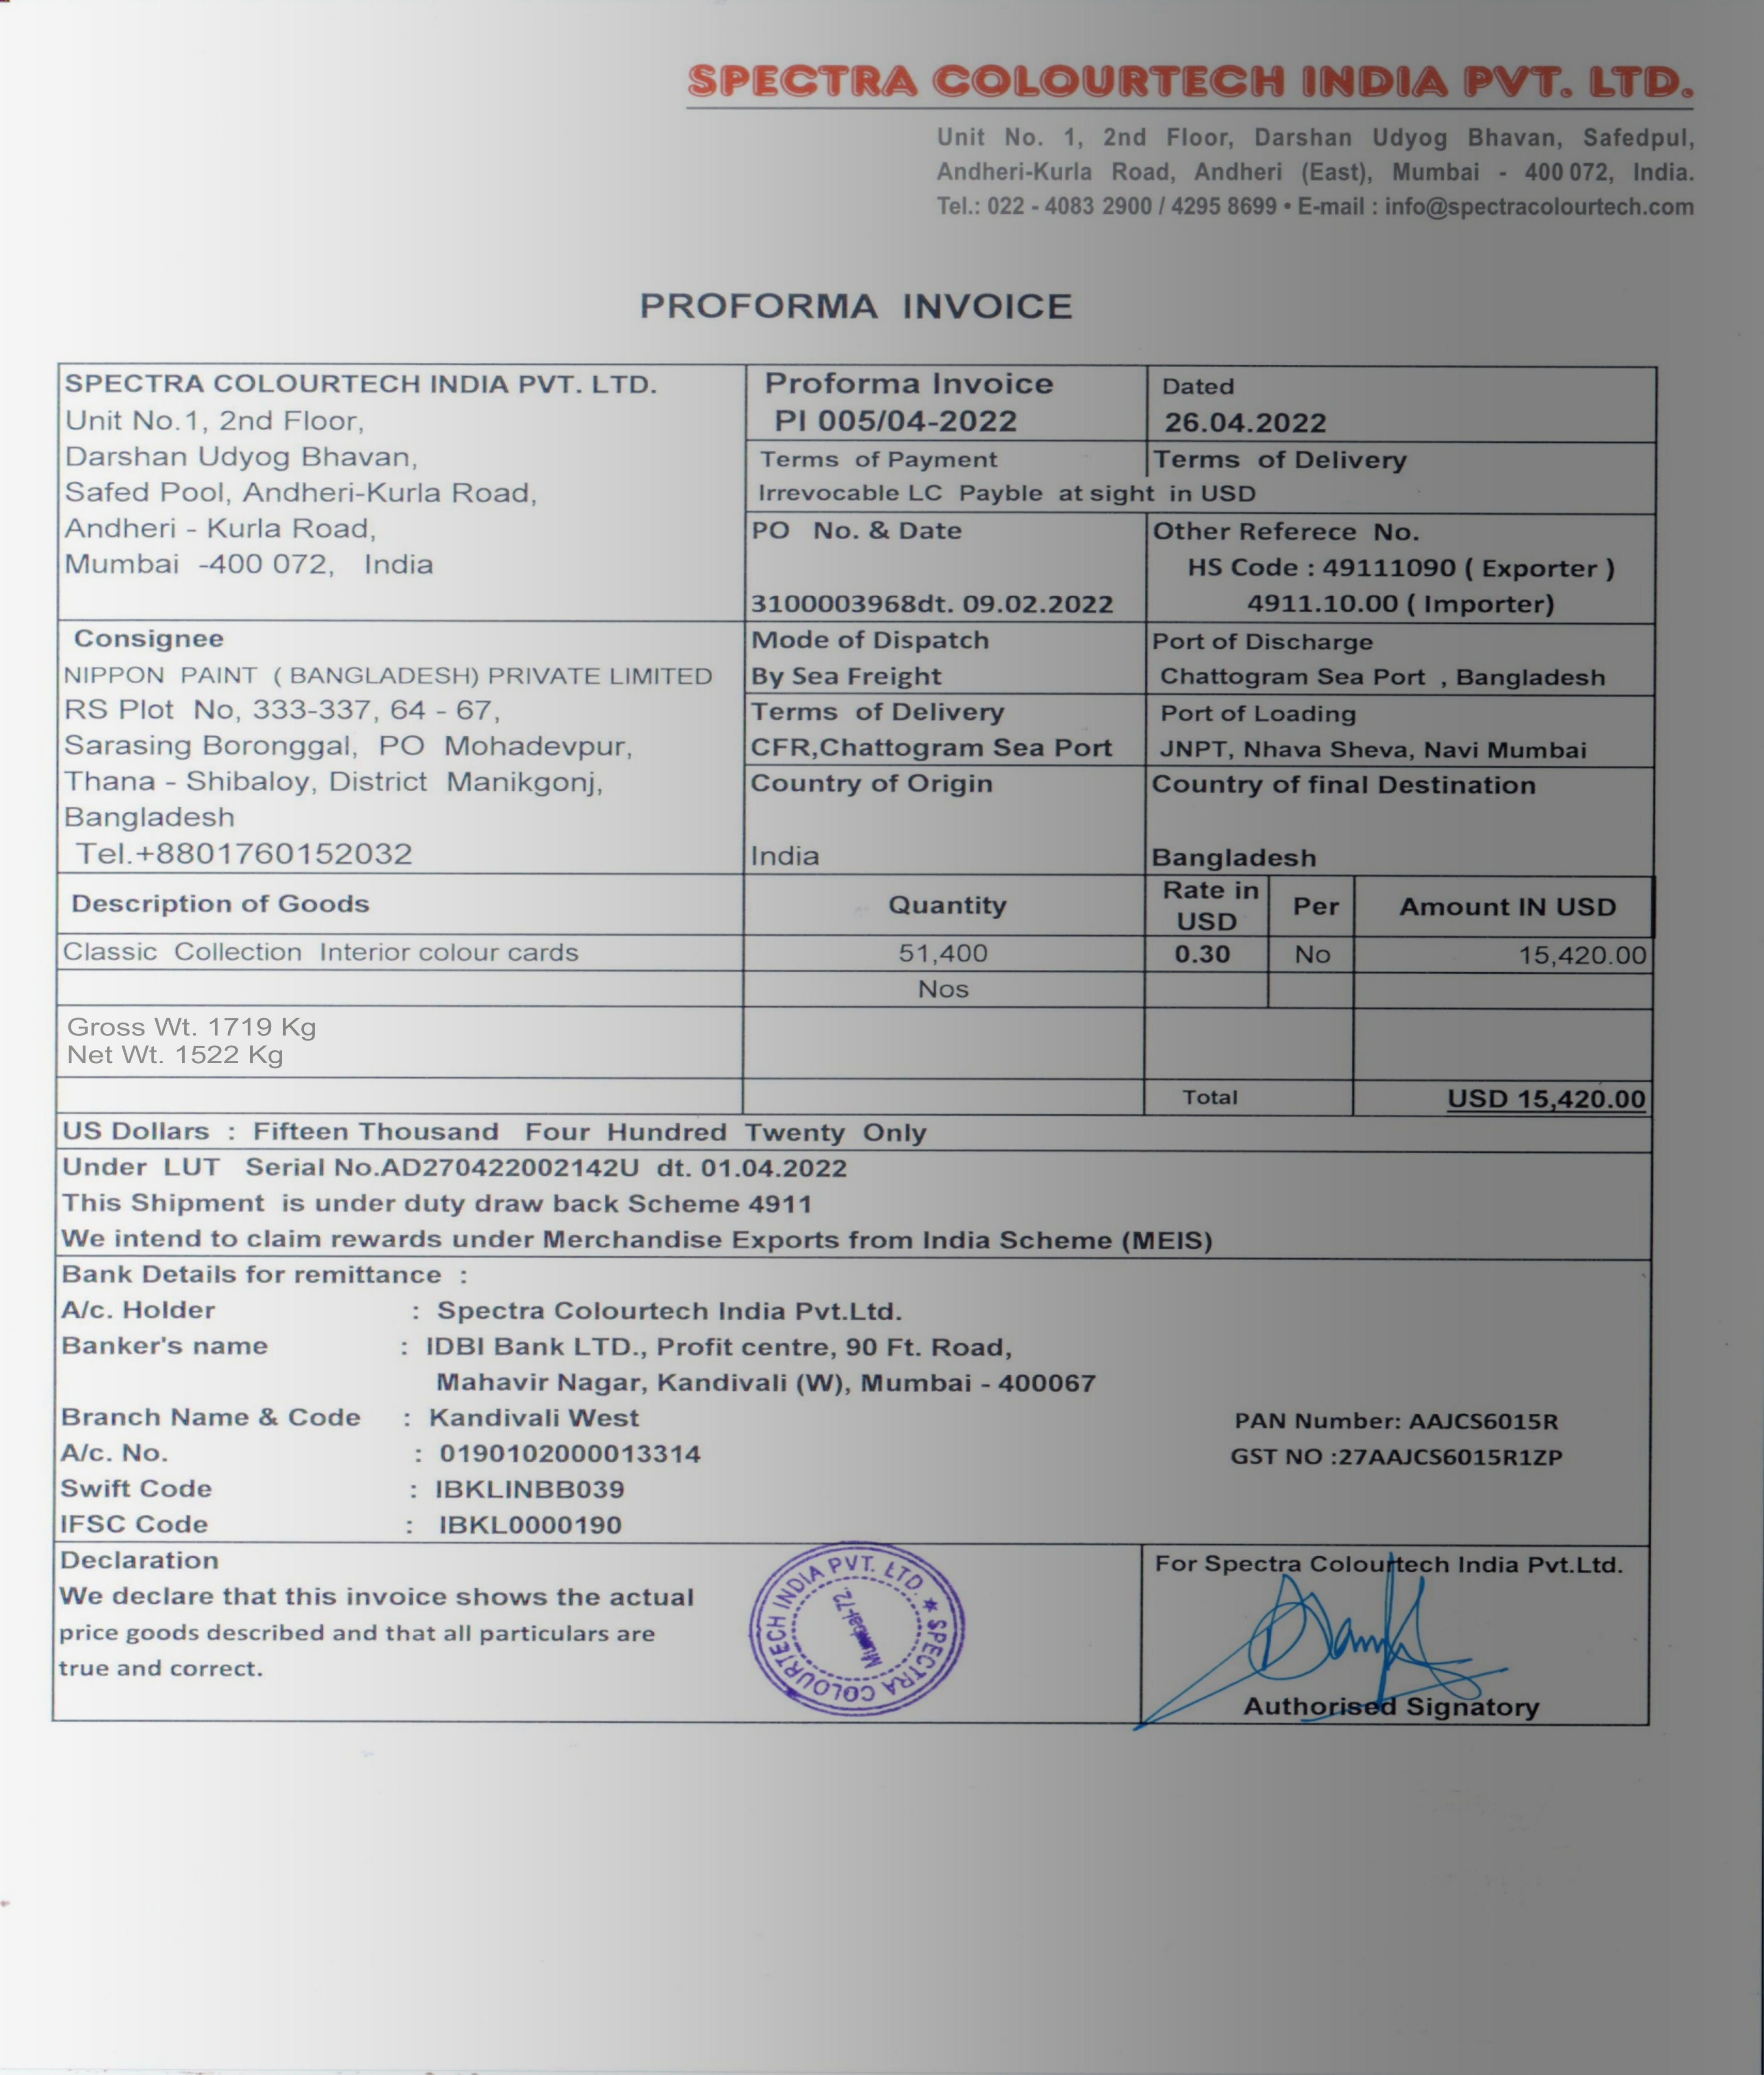 SPECTRA COLOURTECH INDIA PVT. LTD.
Unit No. 1, 2nd Floor, Darshan Udyog Bhavan, Safedpul,
Andheri-Kurla Road, Andheri (East), Mumbai - 400 072, India.
Tel.: 022 - 4083 2900 / 4295 8699 • E-mail : info@spectracolourtech.com
PROFORMA INVOICE
SPECTRA COLOURTECH INDIA PVT. LTD.
Unit No.1, 2nd Floor,
Darshan Udyog Bhavan,
Safed Pool, Andheri-Kurla Road,
Andheri - Kurla Road,
Mumbai -400 072, India
Proforma Invoice
PI 005/04-2022
Dated
26.04.2022
Terms of Payment
Terms of Delivery
Irrevocable LC Payble at sight in USD
PO No. & Date
3100003968dt. 09.02.2022
Other Referece No.
HS Code : 49111090 ( Exporter )
4911.10.00 ( Importer)
Consignee
NIPPON PAINT ( BANGLADESH) PRIVATE LIMITED
RS Plot No, 333-337, 64 - 67,
Sarasing Boronggal, PO Mohadevpur,
Thana - Shibaloy, District Manikgonj,
Bangladesh
Tel.+8801760152032
Mode of Dispatch
By Sea Freight
Port of Discharge
Chattogram Sea Port , Bangladesh
Terms of Delivery
CFR,Chattogram Sea Port
Port of Loading
JNPT, Nhava Sheva, Navi Mumbai
Country of Origin
India
Country of final Destination
Bangladesh
Description of Goods Quantity Rate in USD Per Amount IN USD
Classic Collection Interior colour cards 51,400 0.30 No 15,420.00
Nos
Gross Wt. 1719 Kg
Net Wt. 1522 Kg
Total USD 15,420.00
US Dollars : Fifteen Thousand Four Hundred Twenty Only
Under LUT Serial No.AD270422002142U dt. 01.04.2022
This Shipment is under duty draw back Scheme 4911
We intend to claim rewards under Merchandise Exports from India Scheme (MEIS)
Bank Details for remittance :
A/c. Holder : Spectra Colourtech India Pvt.Ltd.
Banker's name : IDBI Bank LTD., Profit centre, 90 Ft. Road,
Mahavir Nagar, Kandivali (W), Mumbai - 400067
Branch Name & Code : Kandivali West
PAN Number: AAJCS6015R
A/c. No. : 0190102000013314
GST NO :27AAJCS6015R1ZP
Swift Code : IBKLINBB039
IFSC Code : IBKL0000190
Declaration
We declare that this invoice shows the actual
price goods described and that all particulars are
true and correct.
SPECTRA COLOURTECH INDIA PVT. LTD. ★
Mumbai-72.
For Spectra Colourtech India Pvt.Ltd.
Authorised Signatory